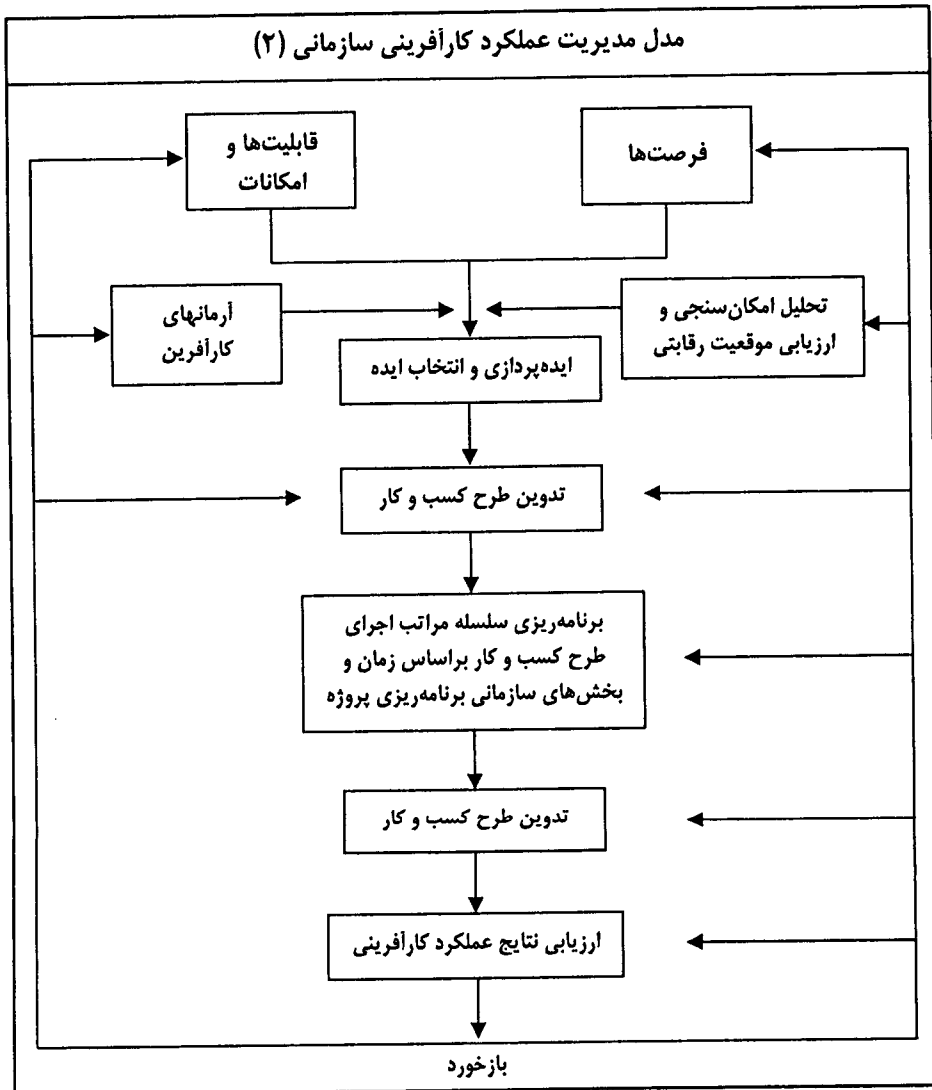 مدل مدیریت عملکرد کارآفرینی سازمانی (۲)
فرصت‌ها
قابلیت‌ها و
امکانات
تحلیل امکان‌سنجی و
ارزیابی موقعیت رقابتی
آرمانهای
کارآفرین
ایده‌پردازی و انتخاب ایده
تدوین طرح کسب و کار
برنامه‌ریزی سلسله مراتب اجرای
طرح کسب و کار براساس زمان و
بخش‌های سازمانی برنامه‌ریزی پروژه
تدوین طرح کسب و کار
ارزیابی نتایج عملکرد کارآفرینی
بازخورد